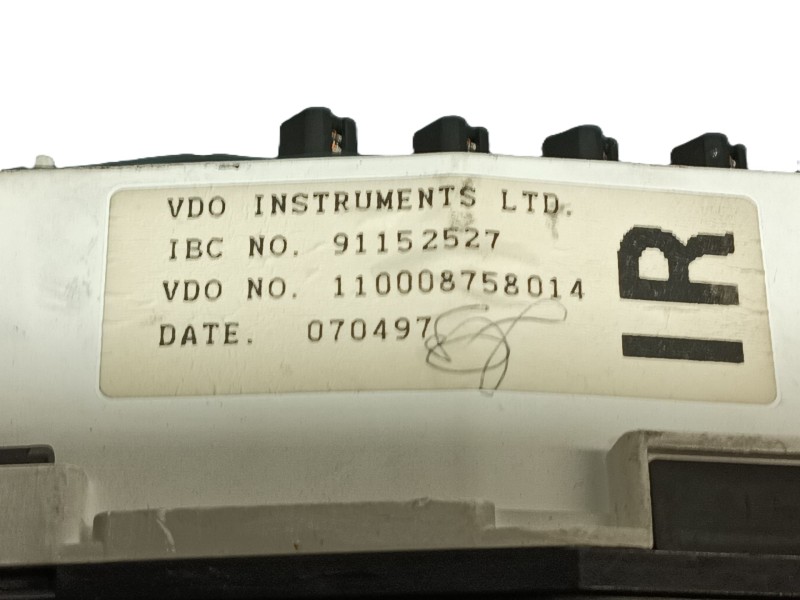 VDO INSTRUMENTS LTD.
IBC NO. 91152527
VDO NO. 110008758014
DATE. 070497
IR